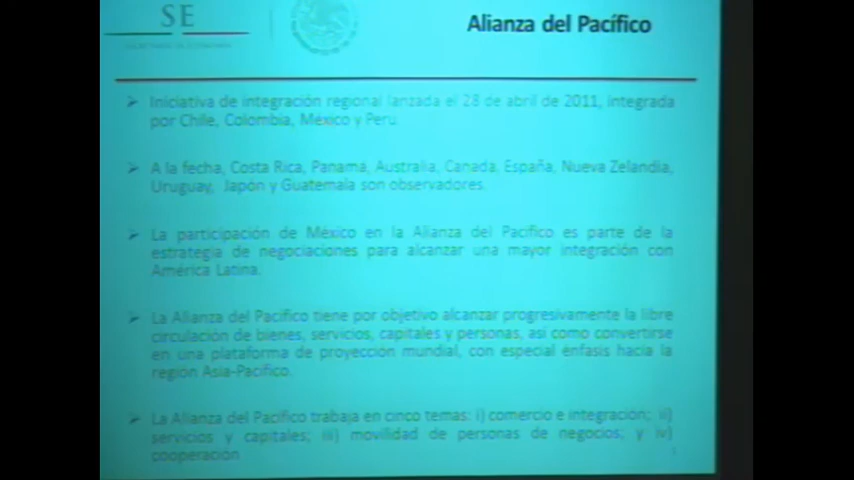 SE
Alianza del Pacífico
➢ Iniciativa de integración regional lanzada el 28 de abril de 2011, integrada
por Chile, Colombia, México y Perú.
➢ A la fecha, Costa Rica, Panamá, Australia, Canadá, España, Nueva Zelandia,
Uruguay, Japón y Guatemala son observadores.
➢ La participación de México en la Alianza del Pacífico es parte de la
estrategia de negociaciones para alcanzar una mayor integración con
América Latina.
➢ La Alianza del Pacífico tiene por objetivo alcanzar progresivamente la libre
circulación de bienes, servicios, capitales y personas, así como convertirse
en una plataforma de proyección mundial, con especial énfasis hacia la
región Asia-Pacífico.
➢ La Alianza del Pacífico trabaja en cinco temas: i) comercio e integración; ii)
servicios y capitales; iii) movilidad de personas de negocios; y iv)
cooperación